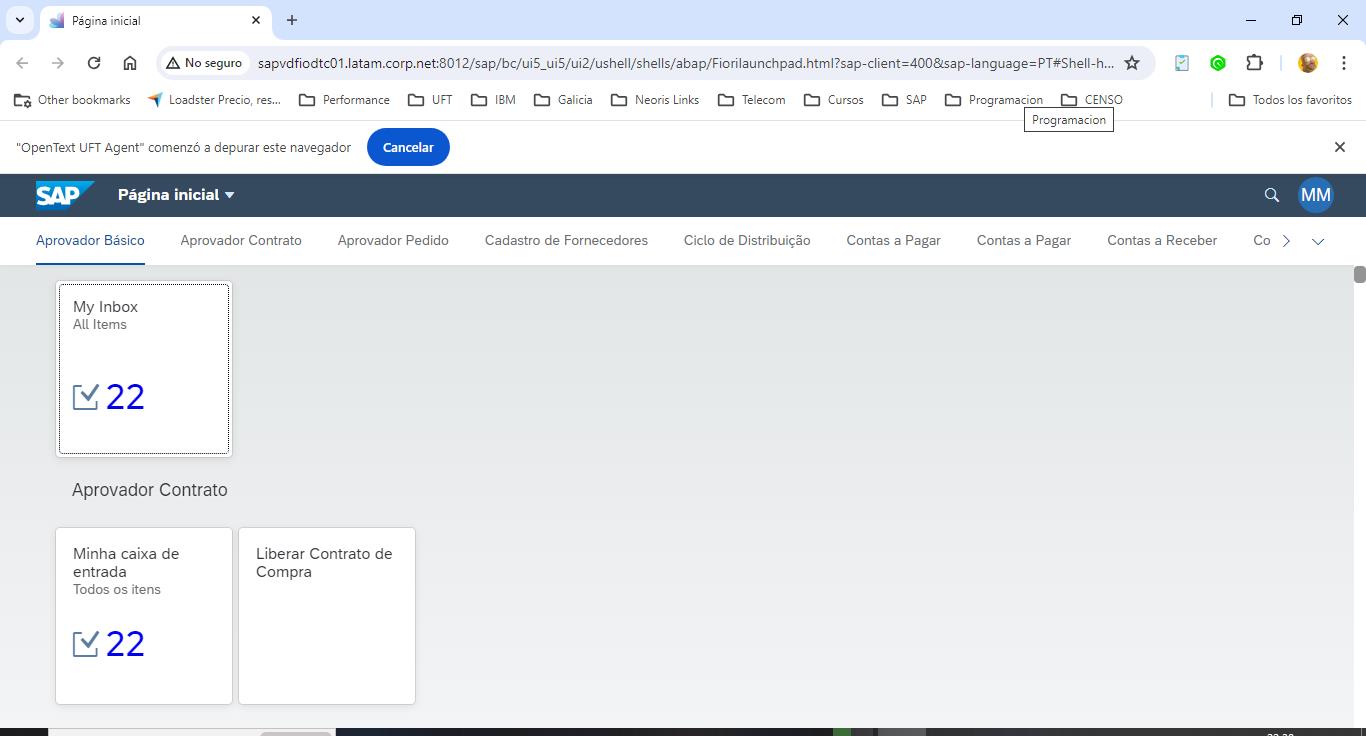 Página inicial
No seguro
sapvdfiodtc01.latam.corp.net:8012/sap/bc/ui5_ui5/ui2/ushell/shells/abap/Fiorilaunchpad.html?sap-client=400&sap-language=PT#Shell-h...
Other bookmarks Loadster Precio, res... Performance UFT IBM Galicia Neoris Links Telecom Cursos SAP Programacion CENSO Todos los favoritos
Programacion
"OpenText UFT Agent" comenzó a depurar este navegador Cancelar
SAP Página inicial MM
Aprovador Básico Aprovador Contrato Aprovador Pedido Cadastro de Fornecedores Ciclo de Distribuição Contas a Pagar Contas a Pagar Contas a Receber Co
My Inbox
All Items
22
Aprovador Contrato
Minha caixa de
entrada
Todos os itens
22
Liberar Contrato de
Compra